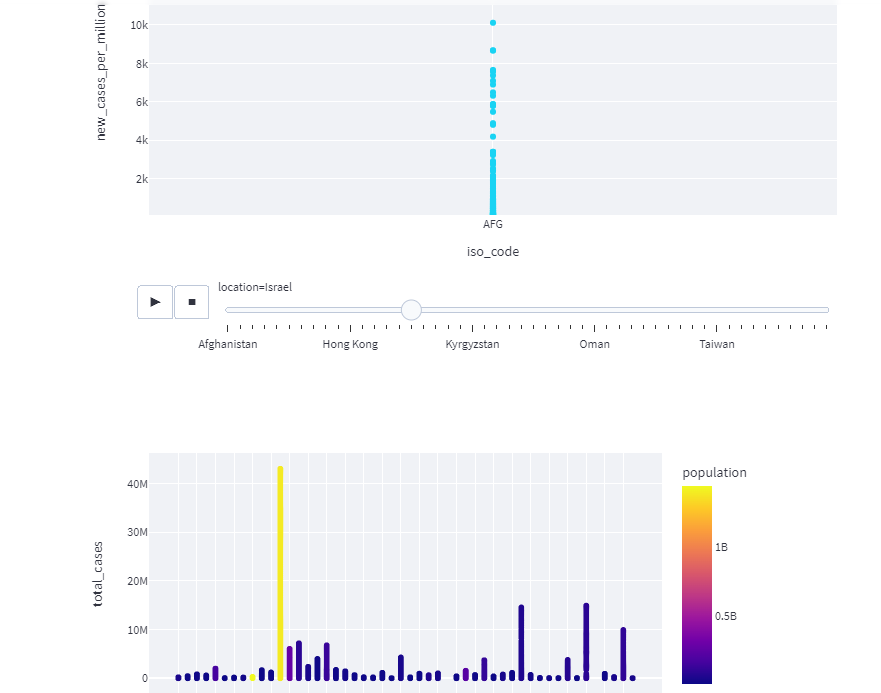 new_cases_per_million
10k
8k
6k
4k
2k
AFG
iso_code
location=Israel
Afghanistan Hong Kong Kyrgyzstan Oman Taiwan
population
total_cases
40M
30M
20M
10M
0
1B
0.5B